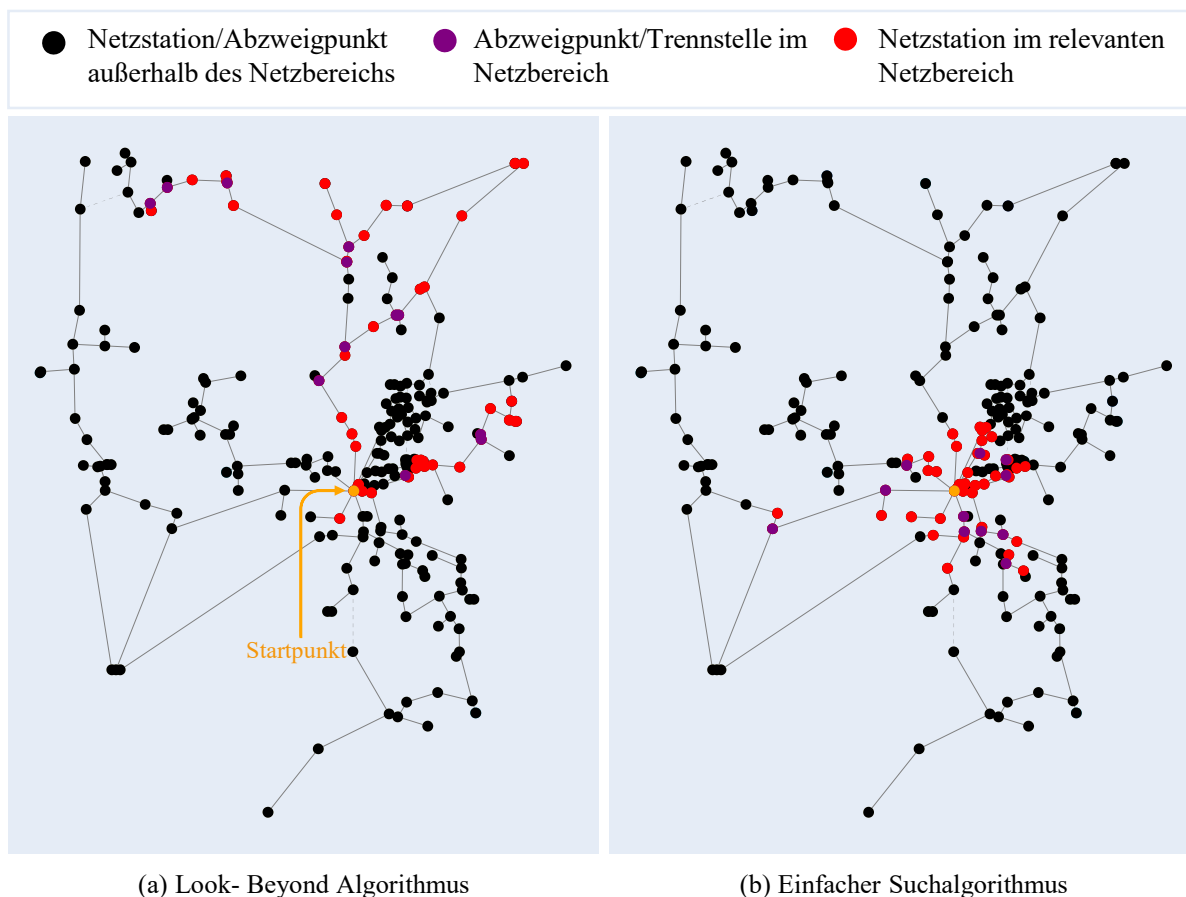 Netzstation/Abzweigpunkt
außerhalb des Netzbereichs
Abzweigpunkt/Trennstelle im
Netzbereich
Netzstation im relevanten
Netzbereich
Startpunkt
(a) Look- Beyond Algorithmus
(b) Einfacher Suchalgorithmus